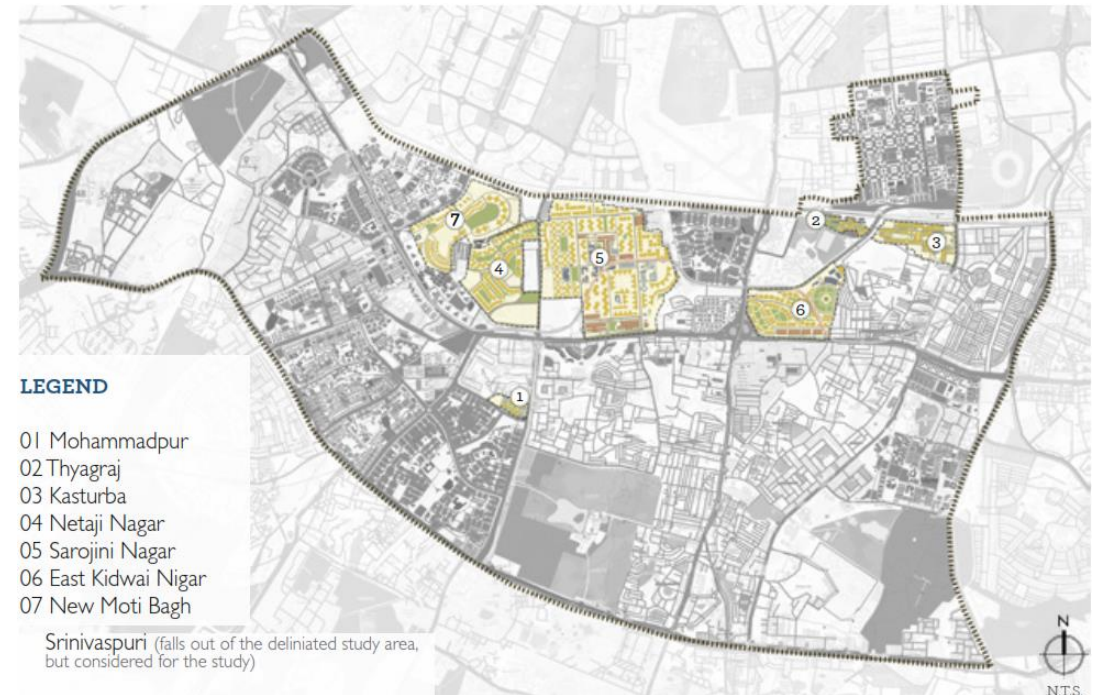 7
4
5
2
3
6
1
LEGEND
01 Mohammadpur
02 Thyagraj
03 Kasturba
04 Netaji Nagar
05 Sarojini Nagar
06 East Kidwai Nigar
07 New Moti Bagh
Srinivaspuri (falls out of the deliniated study area,
but considered for the study)
N
N.T.S.